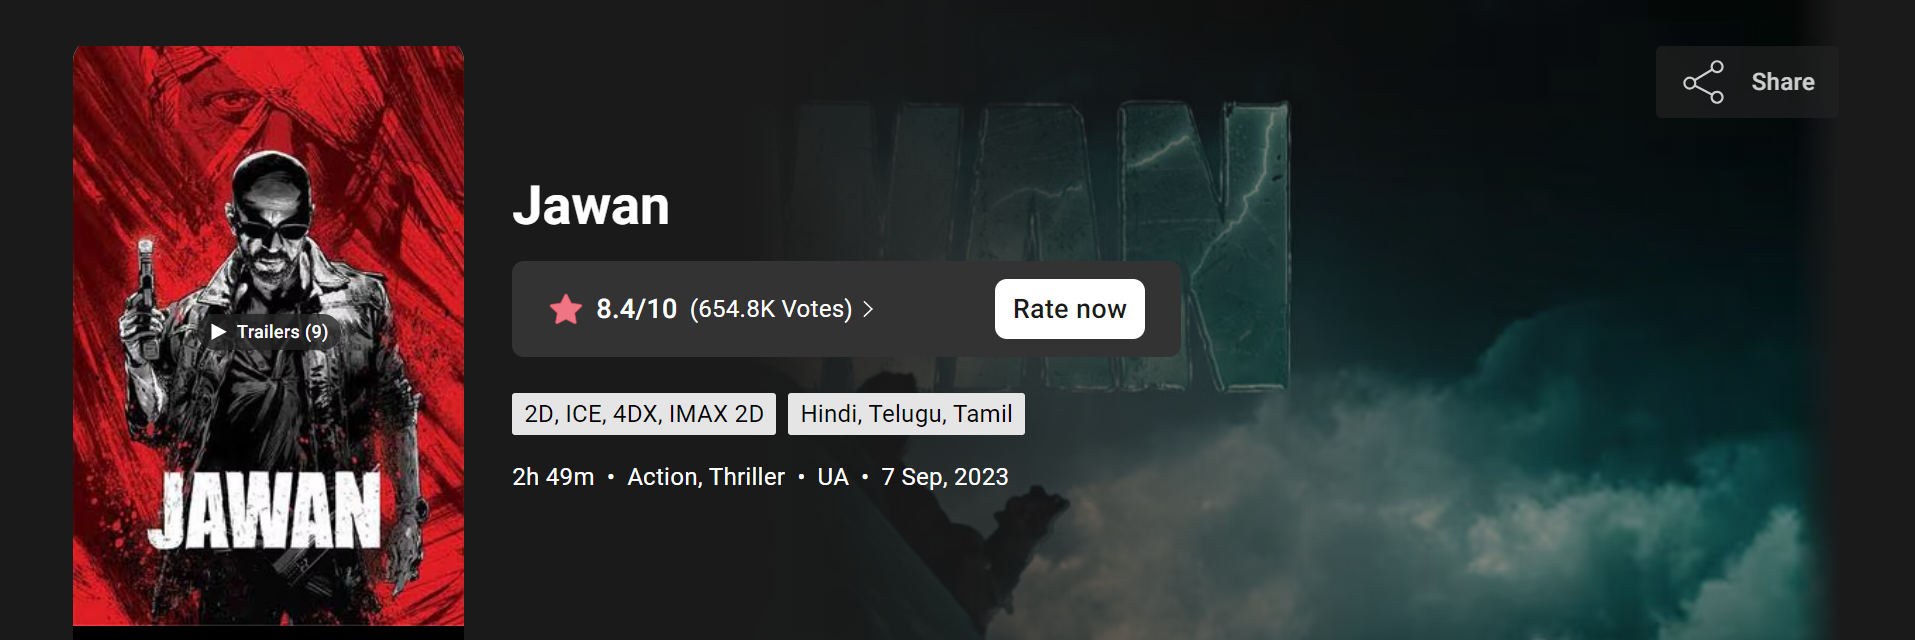 Share
Jawan
8.4/10 (654.8K Votes)
Rate now
Trailers (9)
2D, ICE, 4DX, IMAX 2D
Hindi, Telugu, Tamil
2h 49m • Action, Thriller • UA • 7 Sep, 2023
JAWAN
WAN